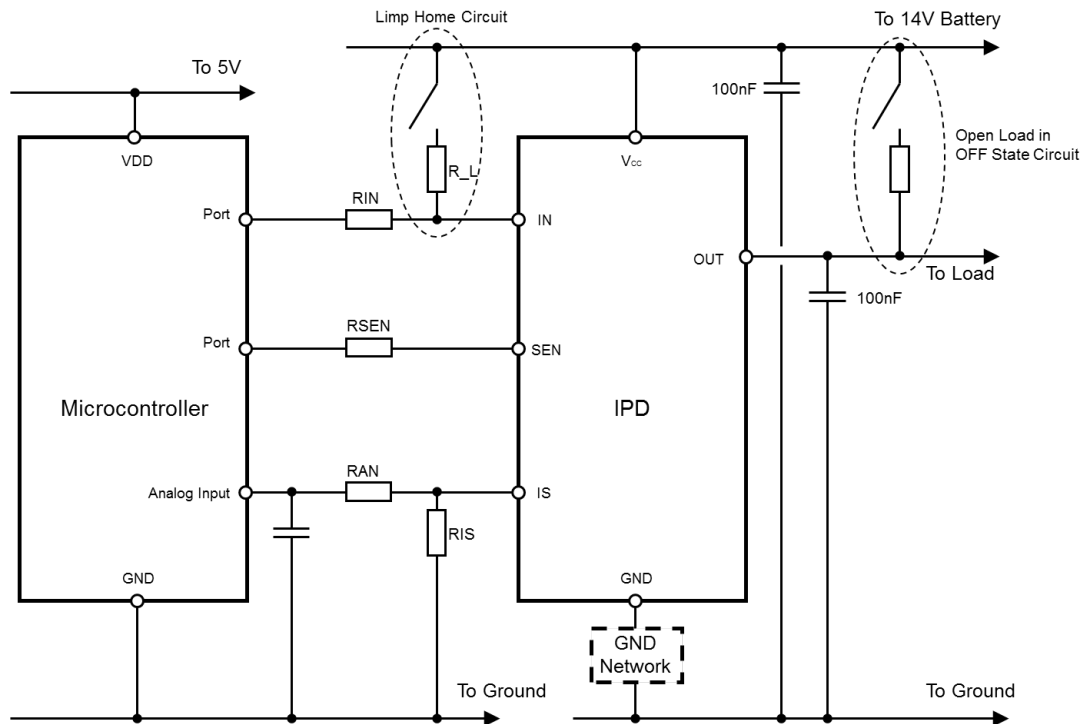 Limp Home Circuit
To 14V Battery
To 5V
100nF
Open Load in
OFF State Circuit
VDD
Vcc
R_L
Port
RIN
IN
OUT
To Load
100nF
Port
RSEN
SEN
Microcontroller
IPD
Analog Input
RAN
IS
RIS
GND
GND
GND
Network
To Ground
To Ground